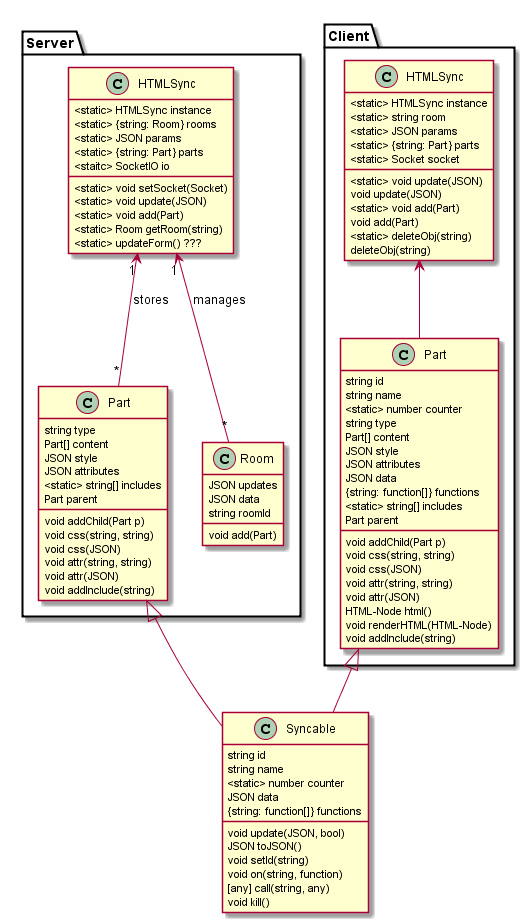 Server
C HTMLSync
<static> HTMLSync instance
<static> {string: Room} rooms
<static> JSON params
<static> {string: Part} parts
<staitc> SocketIO io
<static> void setSocket(Socket)
<static> void update(JSON)
<static> void add(Part)
<static> Room getRoom(string)
<static> updateForm() ???
1
1
stores
manages
*
*
C Part
string type
Part[] content
JSON style
JSON attributes
<static> string[] includes
Part parent
void addChild(Part p)
void css(string, string)
void css(JSON)
void attr(string, string)
void attr(JSON)
void addInclude(string)
C Room
JSON updates
JSON data
string roomId
void add(Part)
Client
C HTMLSync
<static> HTMLSync instance
<static> string room
<static> JSON params
<static> {string: Part} parts
<static> Socket socket
<static> void update(JSON)
void update(JSON)
<static> void add(Part)
void add(Part)
<static> deleteObj(string)
deleteObj(string)
C Part
string id
string name
<static> number counter
string type
Part[] content
JSON style
JSON attributes
JSON data
{string: function[]} functions
<static> string[] includes
Part parent
void addChild(Part p)
void css(string, string)
void css(JSON)
void attr(string, string)
void attr(JSON)
HTML-Node html()
void renderHTML(HTML-Node)
void addInclude(string)
C Syncable
string id
string name
<static> number counter
JSON data
{string: function[]} functions
void update(JSON, bool)
JSON toJSON()
void setId(string)
void on(string, function)
[any] call(string, any)
void kill()